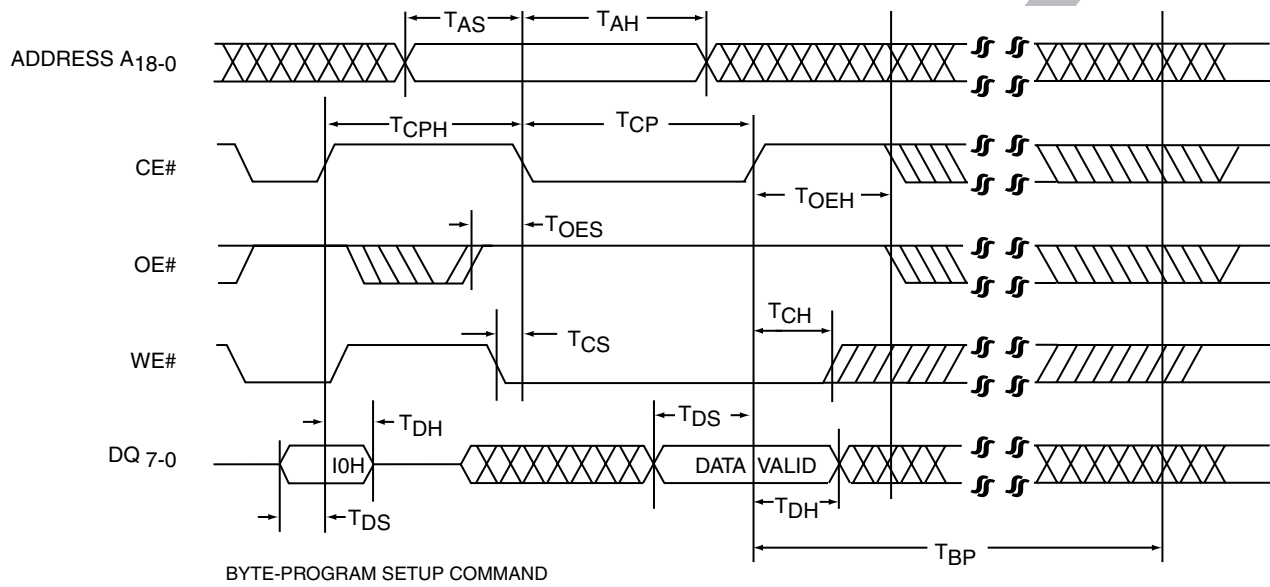 TAS
TAH
ADDRESS A18-0
TCPH
TCP
CE#
TOEH
TOES
OE#
TCH
TCS
WE#
TDS
TDH
DQ 7-0
I0H
DATA VALID
TDH
TDS
TBP
BYTE-PROGRAM SETUP COMMAND